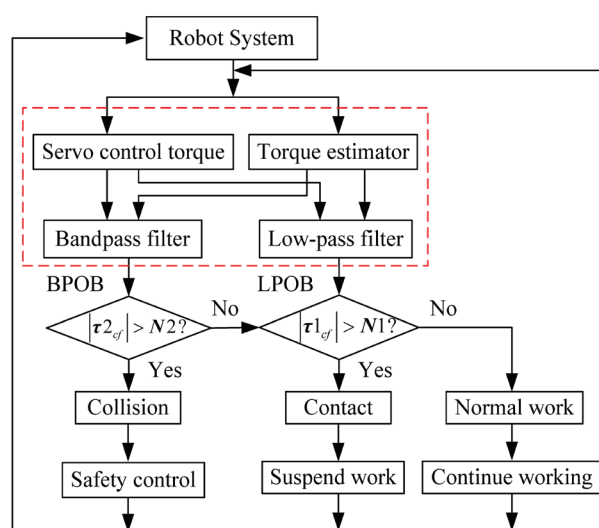 Robot System
Servo control torque
Torque estimator
Bandpass filter
Low-pass filter
BPOB
LPOB
|τ2cf| > N2?
No
|τ1cf| > N1?
No
Yes
Yes
Collision
Contact
Normal work
Safety control
Suspend work
Continue working